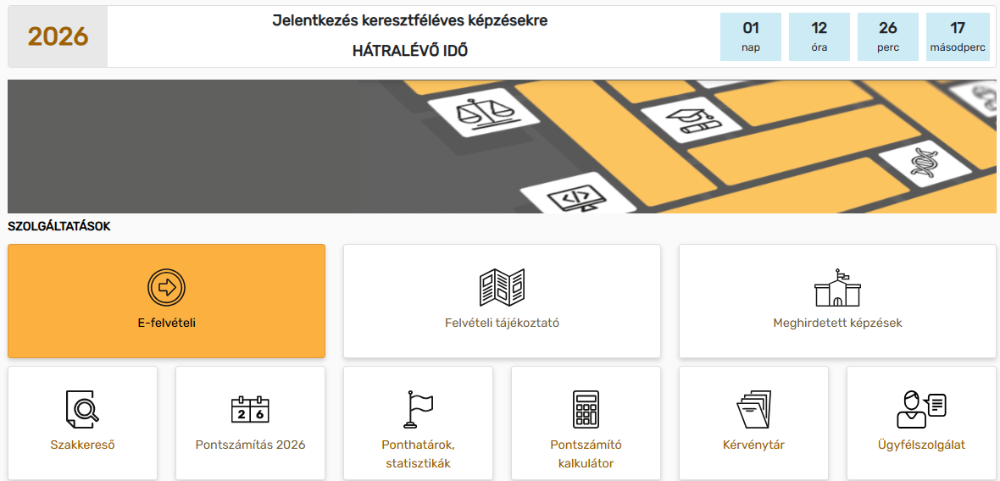 2026
Jelentkezés keresztféléves képzésekre
HÁTRALÉVŐ IDŐ
01 12 26 17
nap óra perc másodperc
SZOLGÁLTATÁSOK
E-felvételi
Felvételi tájékoztató
Meghirdetett képzések
2 6
Szakkereső
Pontszámítás 2026
Ponthatárok,
statisztikák
Pontszámító
kalkulátor
Kérvénytár
Ügyfélszolgálat